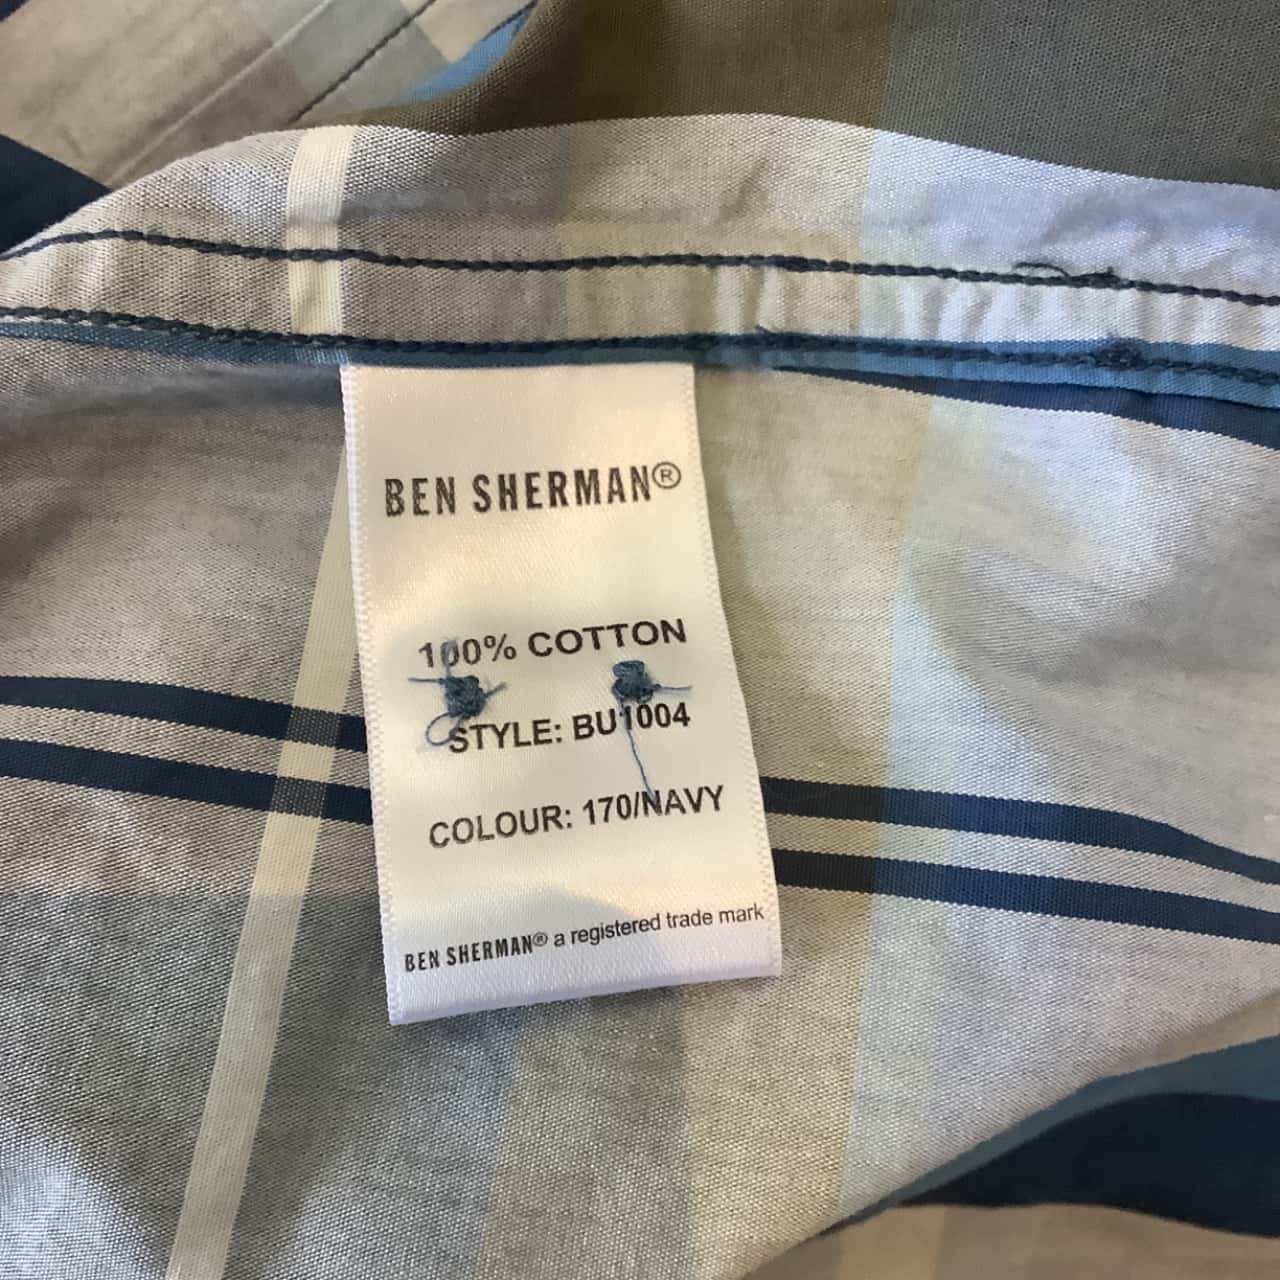 BEN SHERMAN®
100% COTTON
STYLE: BU1004
COLOUR: 170/NAVY
BEN SHERMAN® a registered trade mark